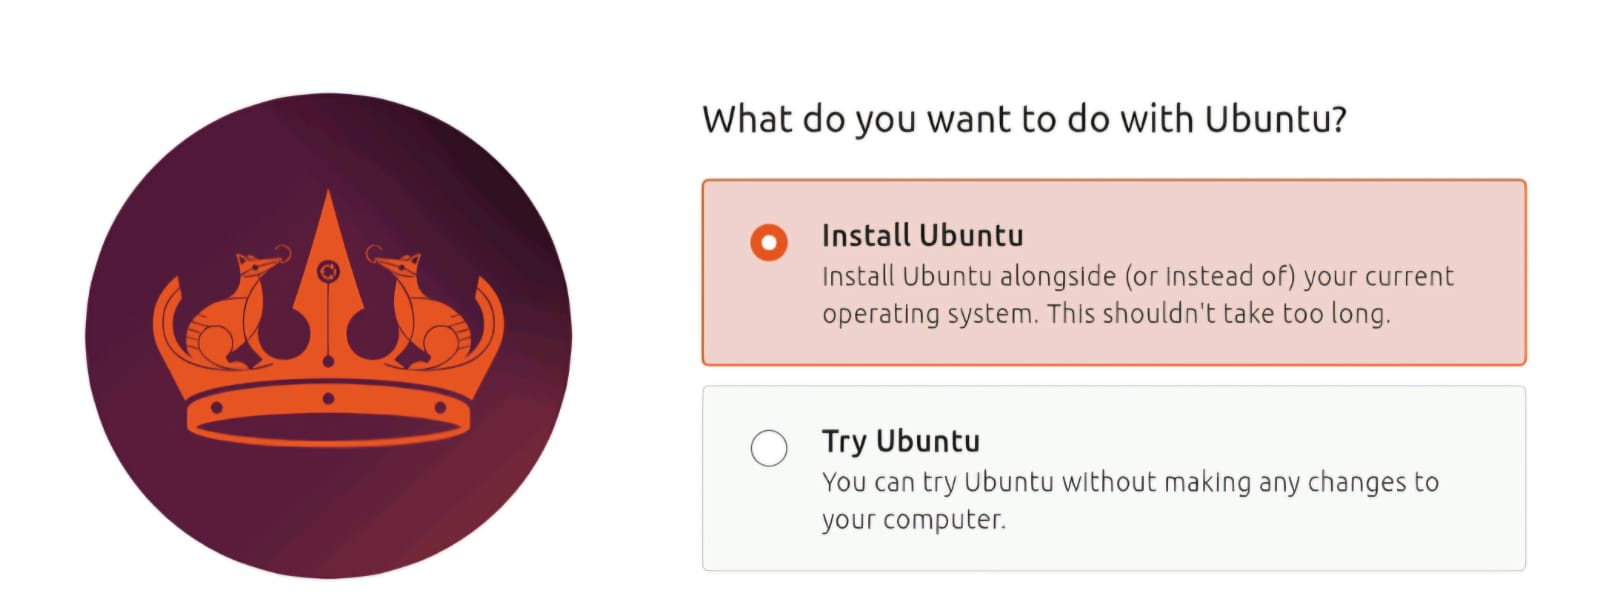 What do you want to do with Ubuntu?
Install Ubuntu
Install Ubuntu alongside (or instead of) your current
operating system. This shouldn't take too long.
Try Ubuntu
You can try Ubuntu without making any changes to
your computer.